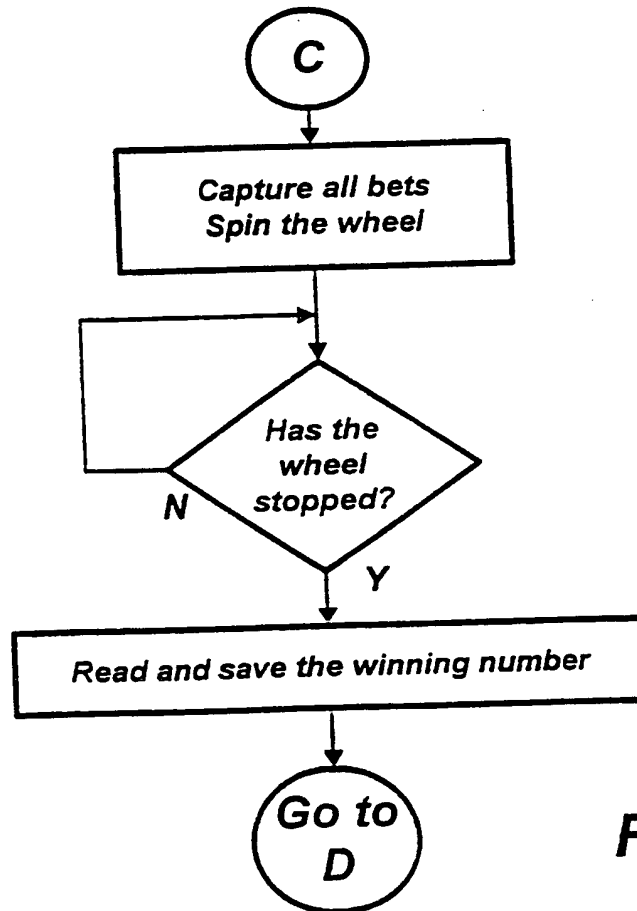 C
Capture all bets
Spin the wheel
Has the
wheel
stopped?
N
Y
Read and save the winning number
Go to
D
F